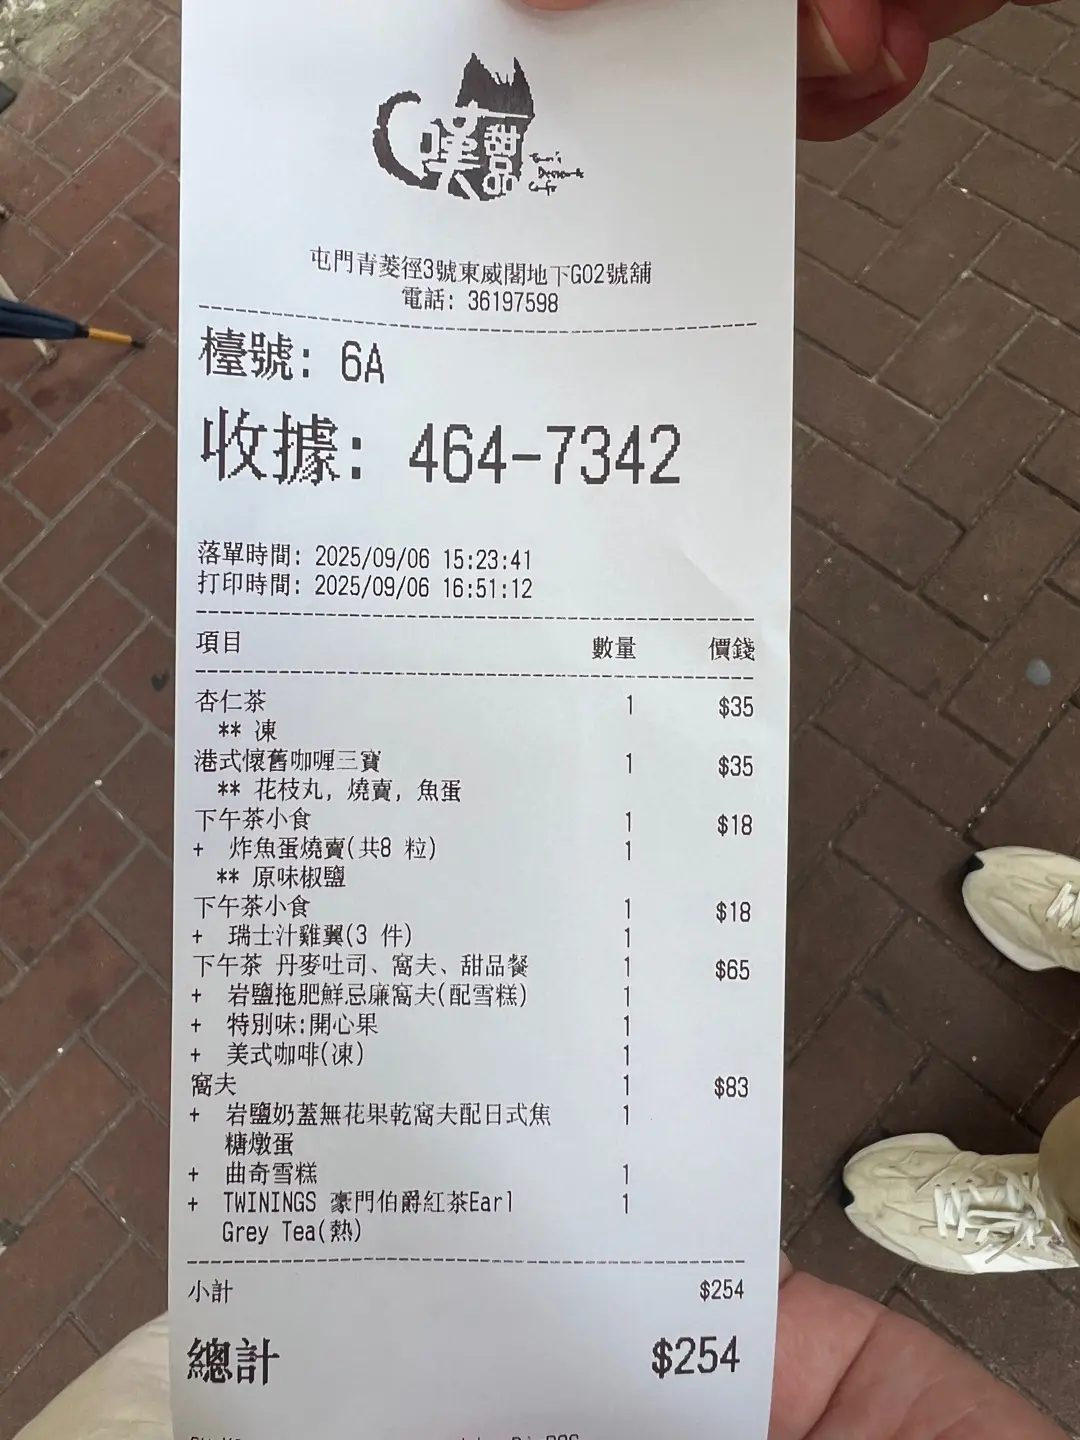 嘆甜品
屯門青菱徑3號東威閣地下G02號舖
電話: 36197598
檯號: 6A
收據: 464-7342
落單時間: 2025/09/06 15:23:41
打印時間: 2025/09/06 16:51:12
項目 數量 價錢
杏仁茶 1 $35
** 凍
港式懷舊咖喱三寶 1 $35
** 花枝丸, 燒賣, 魚蛋
下午茶小食 1 $18
+ 炸魚蛋燒賣(共8 粒) 1
** 原味椒鹽
下午茶小食 1 $18
+ 瑞士汁雞翼(3 件) 1
下午茶 丹麥吐司、窩夫、甜品餐 1 $65
+ 岩鹽拖肥鮮忌廉窩夫(配雪糕) 1
+ 特別味:開心果 1
+ 美式咖啡(凍) 1
窩夫 1 $83
+ 岩鹽奶蓋無花果乾窩夫配日式焦 1
糖燉蛋
+ 曲奇雪糕 1
+ TWININGS 豪門伯爵紅茶Earl 1
Grey Tea(熱)
小計 $254
總計 $254